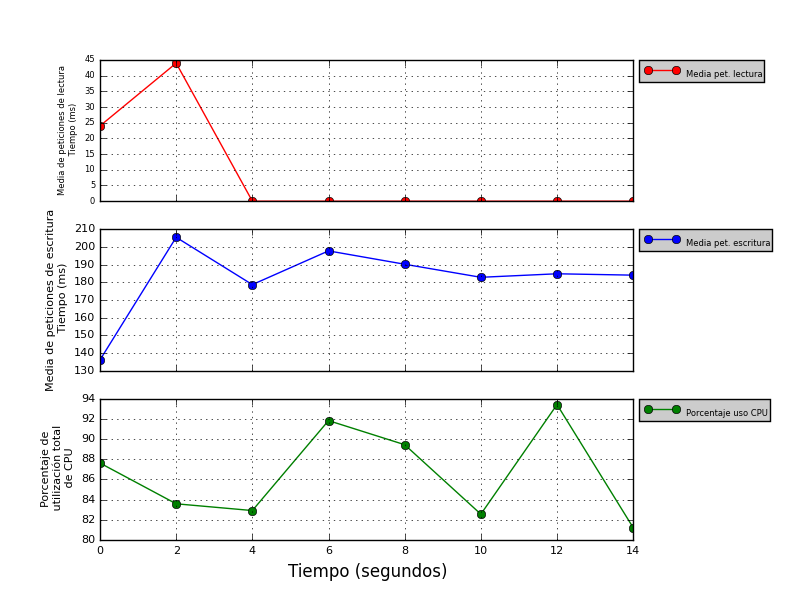 45
40
35
30
25
20
15
10
5
0
Media de peticiones de lectura
Tiempo (ms)
Media pet. lectura
210
200
190
180
170
160
150
140
130
Media de peticiones de escritura
Tiempo (ms)
Media pet. escritura
94
92
90
88
86
84
82
80
Porcentaje de
utilización total
de CPU
Porcentaje uso CPU
0 2 4 6 8 10 12 14
Tiempo (segundos)